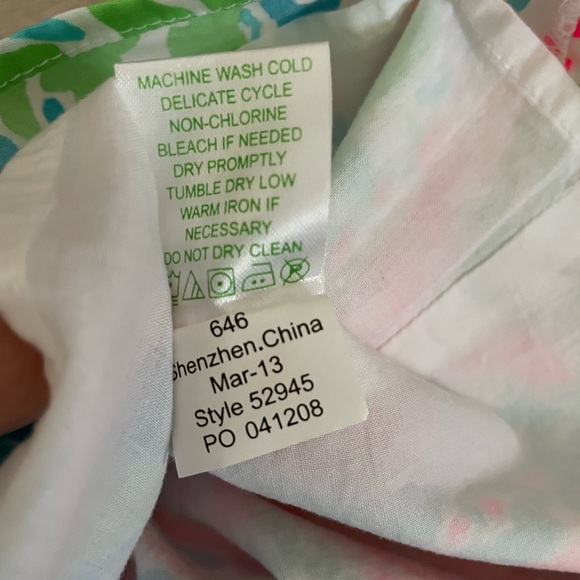 MACHINE WASH COLD
DELICATE CYCLE
NON-CHLORINE
BLEACH IF NEEDED
DRY PROMPTLY
TUMBLE DRY LOW
WARM IRON IF
NECESSARY
DO NOT DRY CLEAN
646
Shenzhen.China
Mar-13
Style 52945
PO 041208